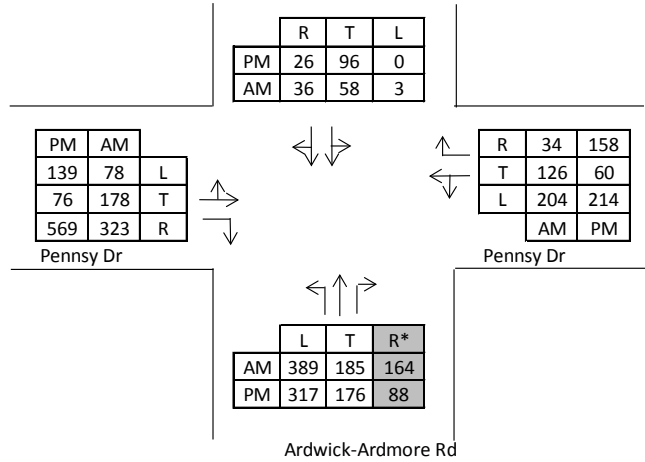 R T L
PM 26 96 0
AM 36 58 3
PM AM
139 78 L
76 178 T
569 323 R
Pennsy Dr
R 34 158
T 126 60
L 204 214
AM PM
Pennsy Dr
L T R*
AM 389 185 164
PM 317 176 88
Ardwick-Ardmore Rd